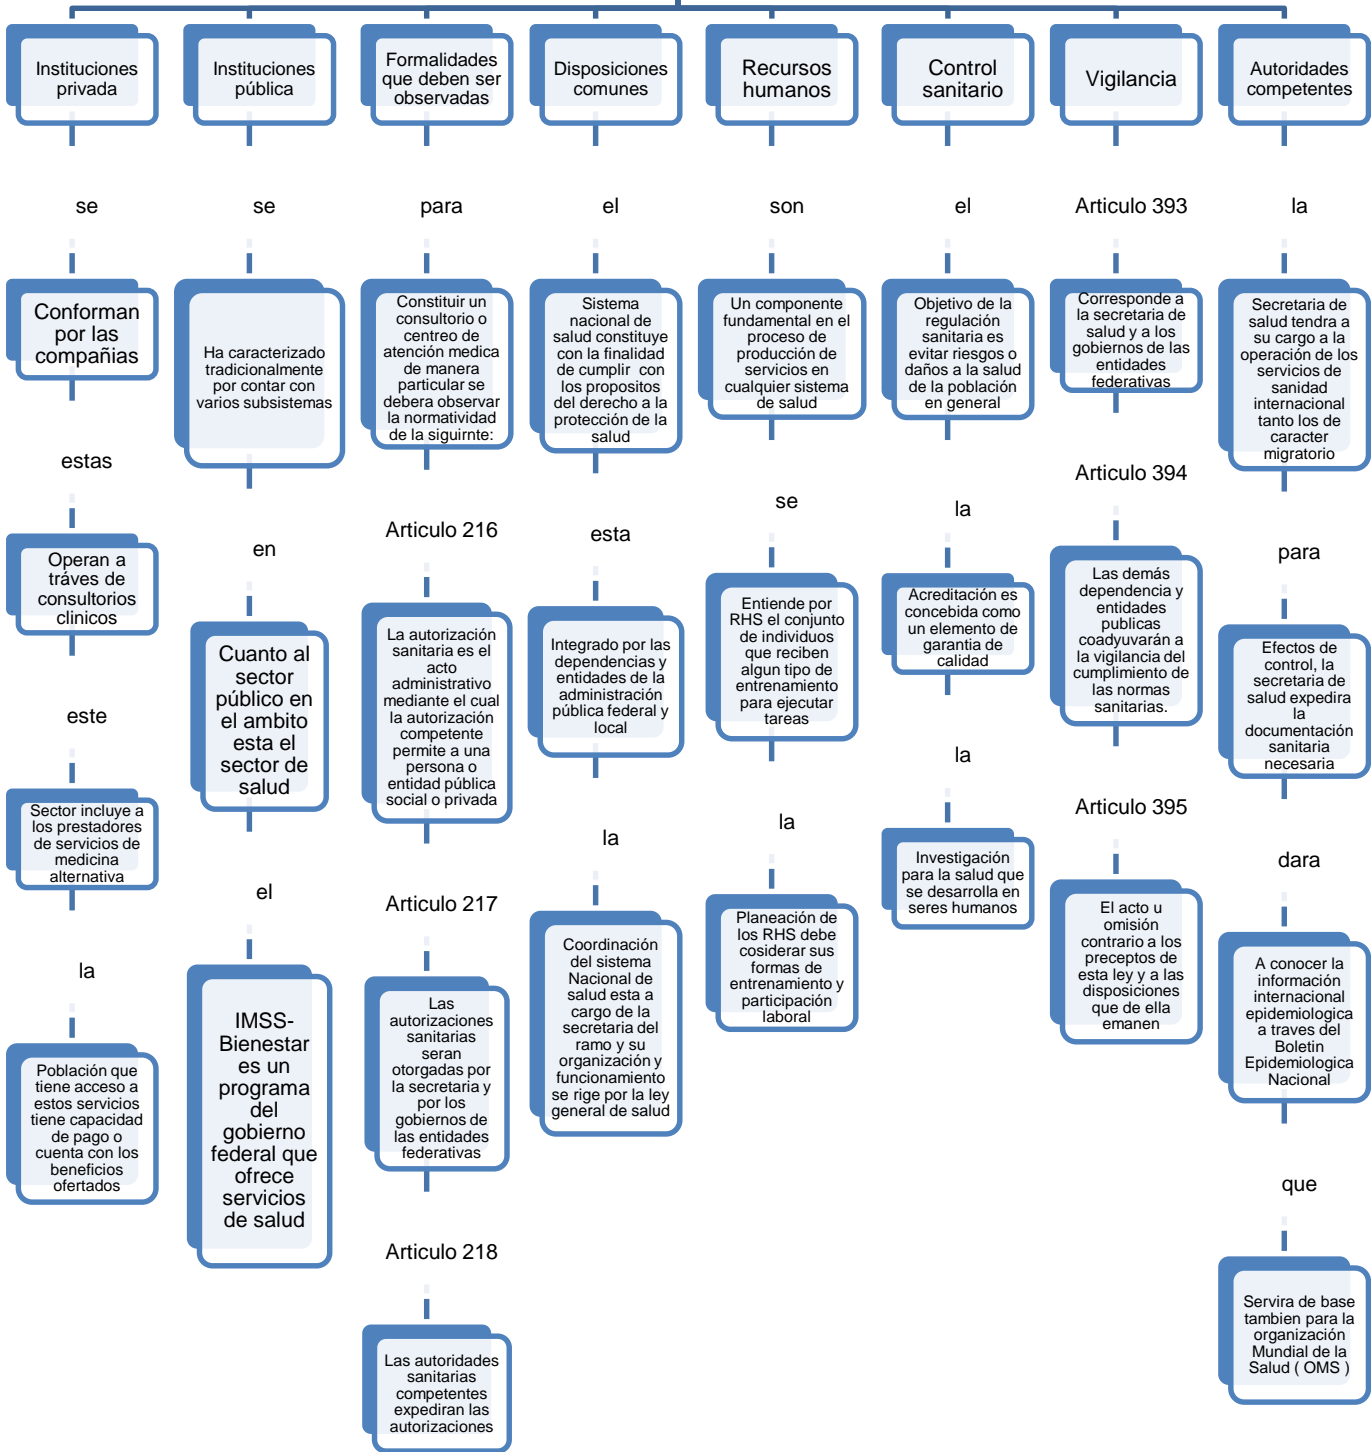 Instituciones
privada
se
Conforman
por las
compañias
estas
Operan a
tráves de
consultorios
clinicos
este
Sector incluye a
los prestadores
de servicios de
medicina
alternativa
la
Población que
tiene acceso a
estos servicios
tiene capacidad
de pago o
cuenta con los
beneficios
ofertados
Instituciones
pública
se
Ha caracterizado
tradicionalmente
por contar con
varios subsistemas
en
Cuanto al
sector
público en
el ambito
esta el
sector de
salud
el
IMSS-
Bienestar
es un
programa
del
gobierno
federal que
ofrece
servicios
de salud
Formalidades
que deben ser
observadas
para
Constituir un
consultorio o
centreo de
atención medica
de manera
particular se
debera observar
la normatividad
de la siguirnte:
Articulo 216
La autorización
sanitaria es el
acto
administrativo
mediante el cual
la autorización
competente
permite a una
persona o
entidad pública
social o privada
Articulo 217
Las
autorizaciones
sanitarias
seran
otorgadas por
la secretaria y
por los
gobiernos de
las entidades
federativas
Articulo 218
Las autoridades
sanitarias
competentes
expediran las
autorizaciones
Disposiciones
comunes
el
Sistema
nacional de
salud constituye
con la finalidad
de cumplir con
los propositos
del derecho a la
protección de la
salud
esta
Integrado por las
dependencias y
entidades de la
administración
pública federal y
local
la
Coordinación
del sistema
Nacional de
salud esta a
cargo de la
secretaria del
ramo y su
organización y
funcionamiento
se rige por la ley
general de salud
Recursos
humanos
son
Un componente
fundamental en el
proceso de
producción de
servicios en
cualquier sistema
de salud
se
Entiende por
RHS el conjunto
de individuos
que reciben
algun tipo de
entrenamiento
para ejecutar
tareas
la
Planeación de
los RHS debe
cosiderar sus
formas de
entrenamiento y
participación
laboral
Control
sanitario
el
Objetivo de la
regulación
sanitaria es
evitar riesgos o
daños a la salud
de la población
en general
la
Acreditación es
concebida como
un elemento de
garantia de
calidad
la
Investigación
para la salud que
se desarrolla en
seres humanos
Vigilancia
Articulo 393
Corresponde a
la secretaria de
salud y a los
gobiernos de las
entidades
federativas
Articulo 394
Las demás
dependencia y
entidades
publicas
coadyuvarán a
la vigilancia del
cumplimiento de
las normas
sanitarias.
Articulo 395
El acto u
omisión
contrario a los
preceptos de
esta ley y a las
disposiciones
que de ella
emanen
Autoridades
competentes
la
Secretaria de
salud tendra a
su cargo a la
operación de los
servicios de
sanidad
internacional
tanto los de
caracter
migratorio
para
Efectos de
control, la
secretaria de
salud expedira
la
documentación
sanitaria
necesaria
dara
A conocer la
información
internacional
epidemiologica
a traves del
Boletin
Epidemiologica
Nacional
que
Servira de base
tambien para la
organización
Mundial de la
Salud ( OMS )